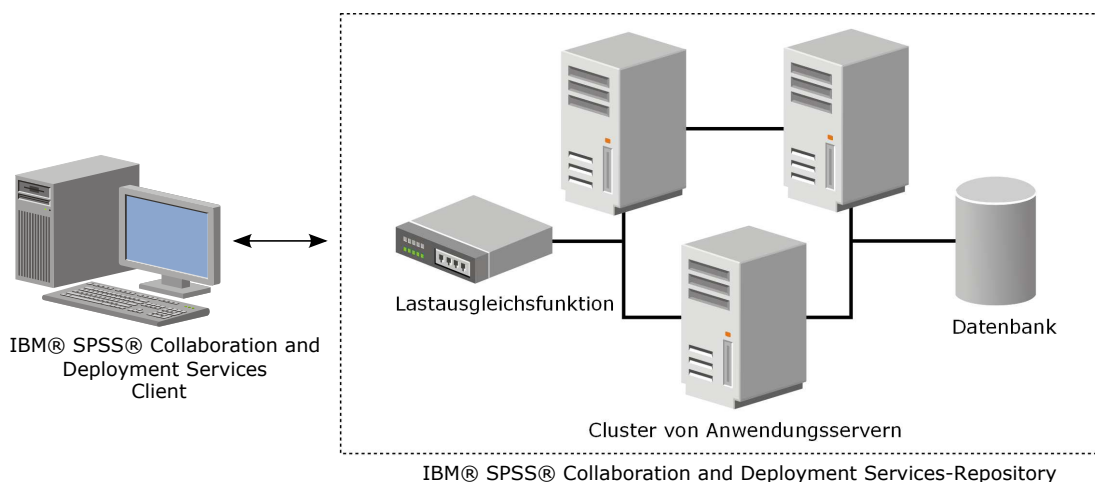 Lastausgleichsfunktion
Datenbank
IBM® SPSS® Collaboration and
Deployment Services
Client
Cluster von Anwendungsservern
IBM® SPSS® Collaboration and Deployment Services-Repository